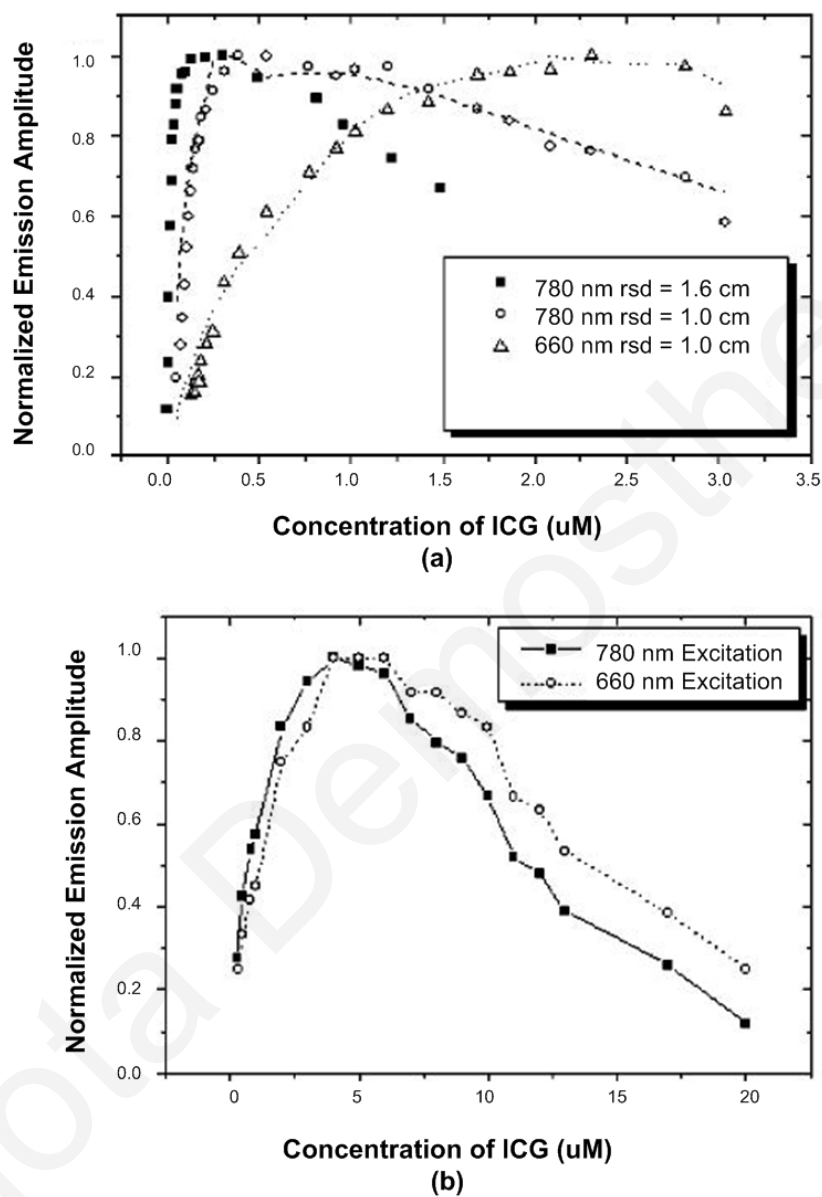 Normalized Emission Amplitude
1.0
0.8
0.6
0.4
0.2
0.0
780 nm rsd = 1.6 cm
780 nm rsd = 1.0 cm
660 nm rsd = 1.0 cm
0.0 0.5 1.0 1.5 2.0 2.5 3.0 3.5
Concentration of ICG (uM)
(a)
Normalized Emission Amplitude
1.0
0.8
0.6
0.4
0.2
0.0
780 nm Excitation
660 nm Excitation
0 5 10 15 20
Concentration of ICG (uM)
(b)
iota Demosthe